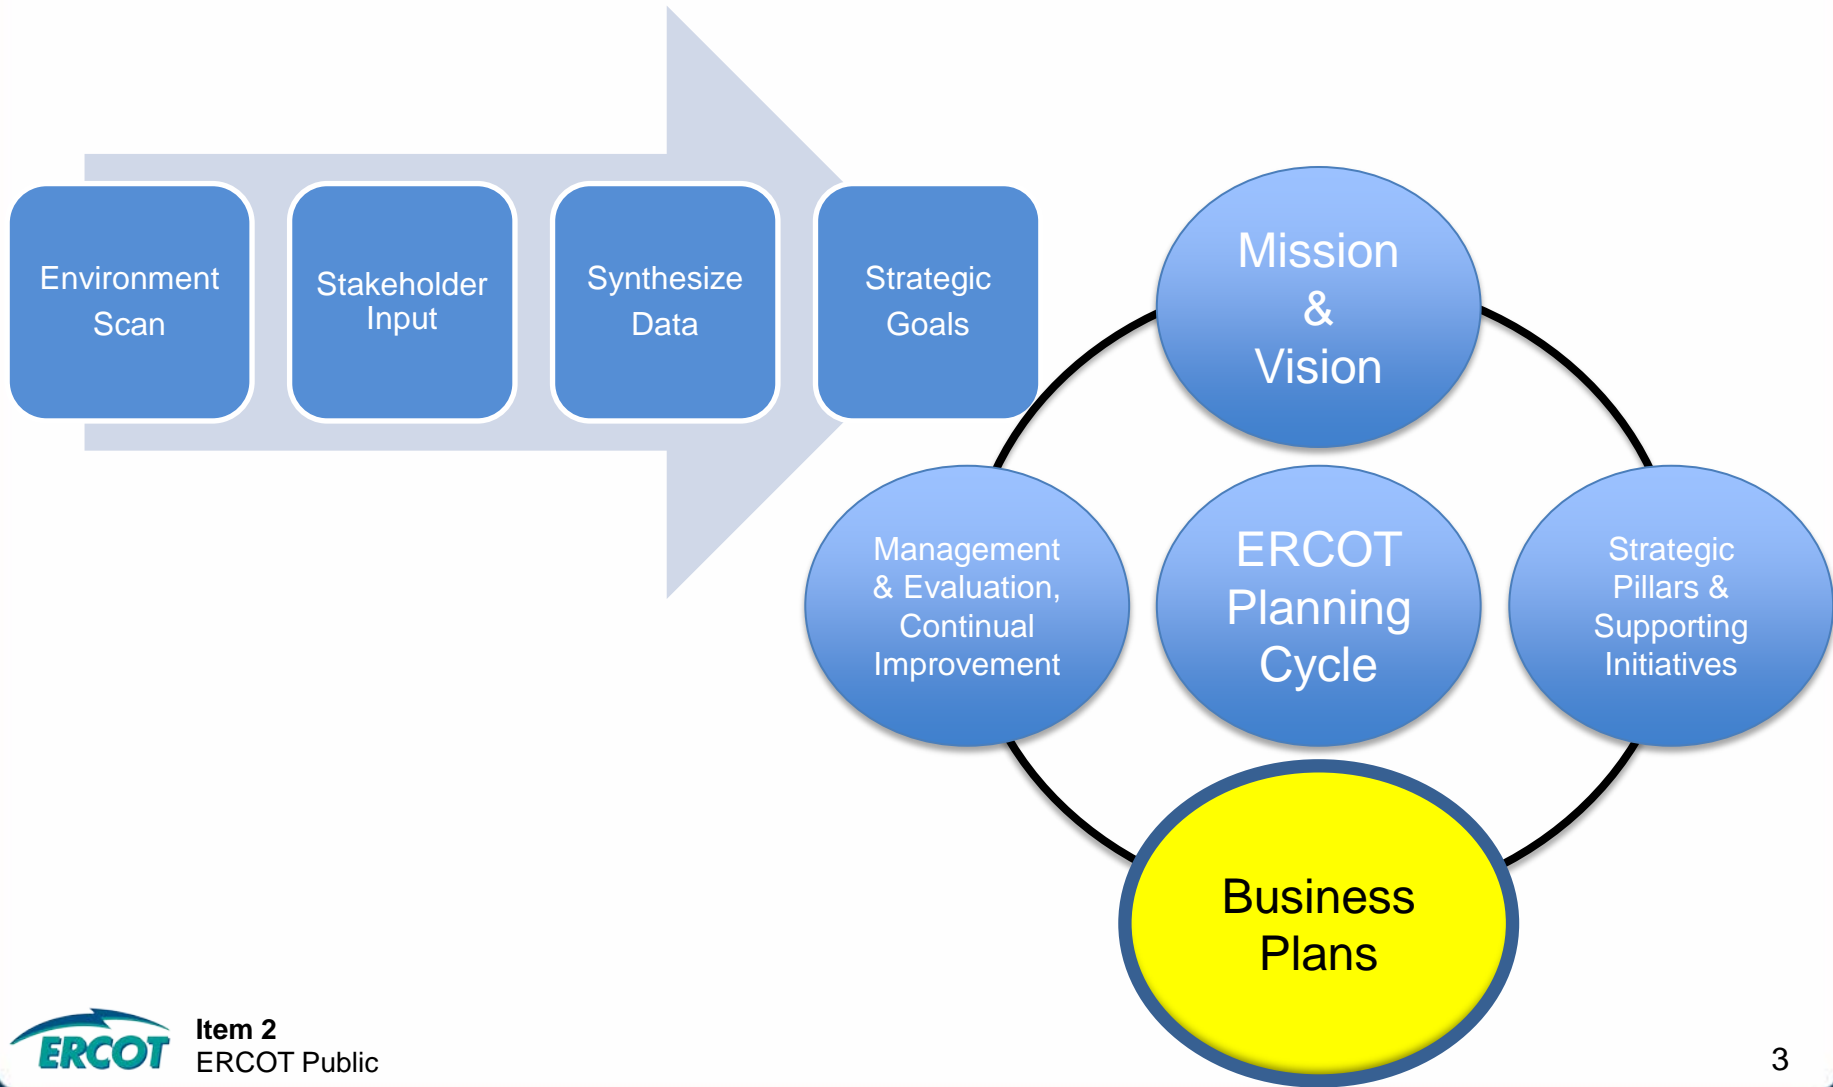 Environment
Scan
Stakeholder
Input
Synthesize
Data
Strategic
Goals
Mission
&
Vision
Management
& Evaluation,
Continual
Improvement
ERCOT
Planning
Cycle
Strategic
Pillars &
Supporting
Initiatives
Business
Plans
ERCOT
Item 2
ERCOT Public
3